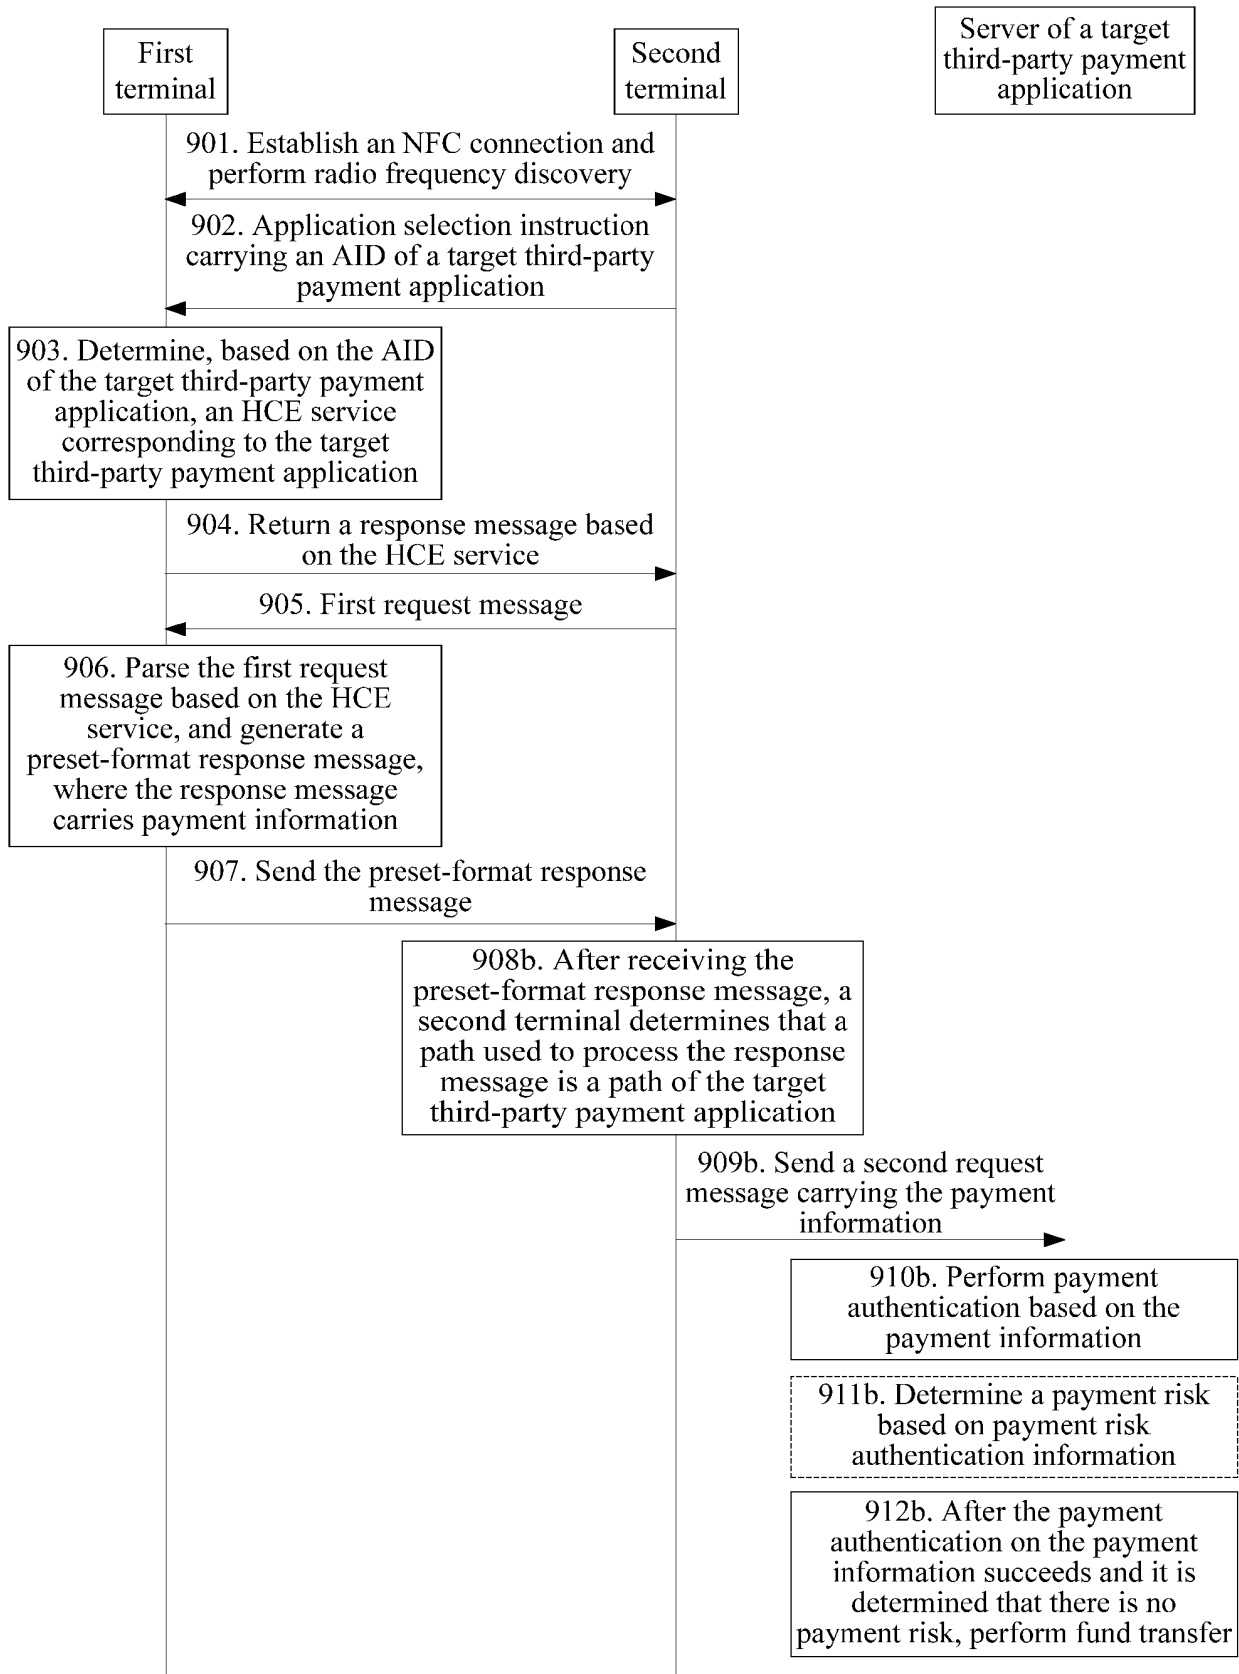 First
terminal
Second
terminal
Server of a target
third-party payment
application
901. Establish an NFC connection and
perform radio frequency discovery
902. Application selection instruction
carrying an AID of a target third-party
payment application
903. Determine, based on the AID
of the target third-party payment
application, an HCE service
corresponding to the target
third-party payment application
904. Return a response message based
on the HCE service
905. First request message
906. Parse the first request
message based on the HCE
service, and generate a
preset-format response message,
where the response message
carries payment information
907. Send the preset-format response
message
908b. After receiving the
preset-format response message, a
second terminal determines that a
path used to process the response
message is a path of the target
third-party payment application
909b. Send a second request
message carrying the payment
information
910b. Perform payment
authentication based on the
payment information
911b. Determine a payment risk
based on payment risk
authentication information
912b. After the payment
authentication on the payment
information succeeds and it is
determined that there is no
payment risk, perform fund transfer